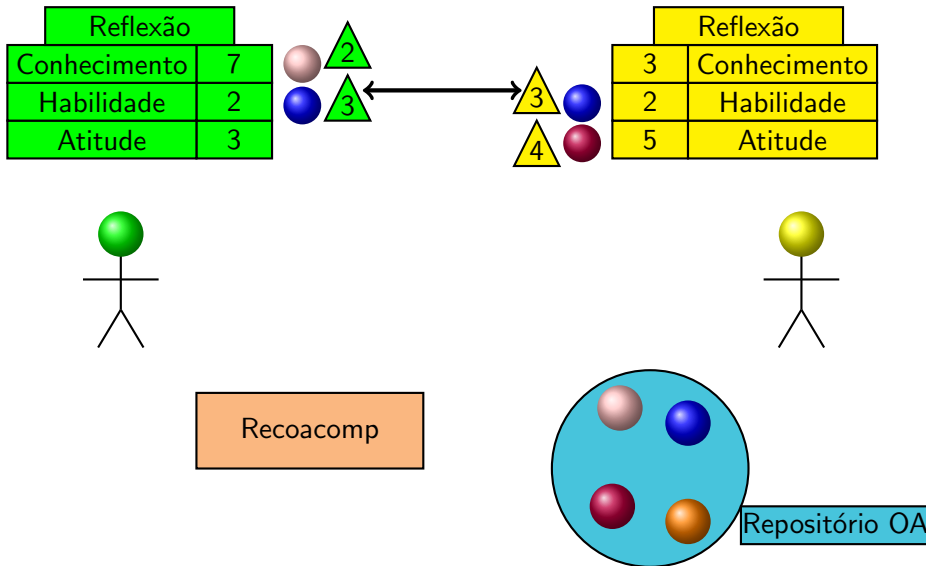 Reflexão
Conhecimento 7
Habilidade 2
Atitude 3
2
3
Reflexão
3 Conhecimento
2 Habilidade
5 Atitude
3
4
Recoacomp
Repositório OA